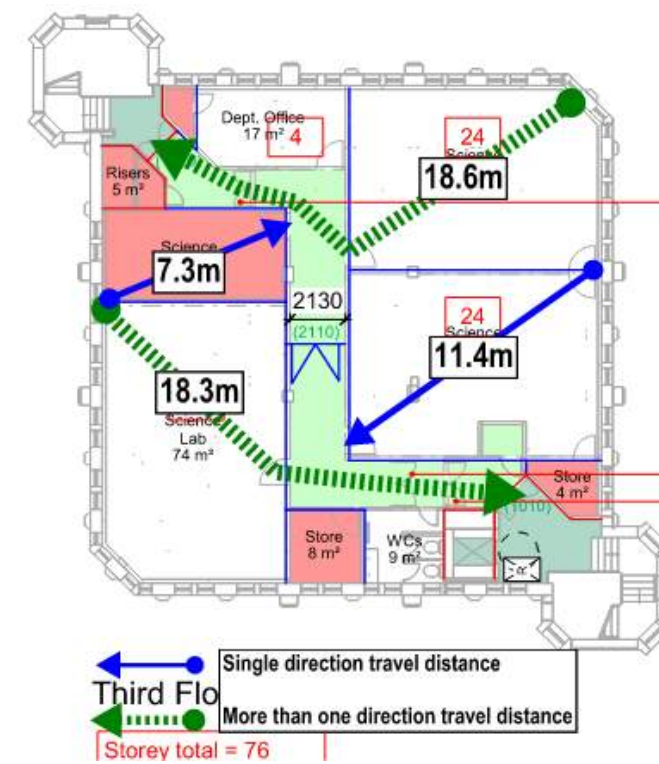 Dept. Office
17 m²
4
24
18.6m
Risers
5 m²
Science
7.3m
2130
(2110)
24
Science
11.4m
18.3m
Science
Lab
74 m²
Store
4 m²
(1010)
Store
8 m²
WCs
9 m²
R
Single direction travel distance
Third Flo
More than one direction travel distance
Storey total = 76